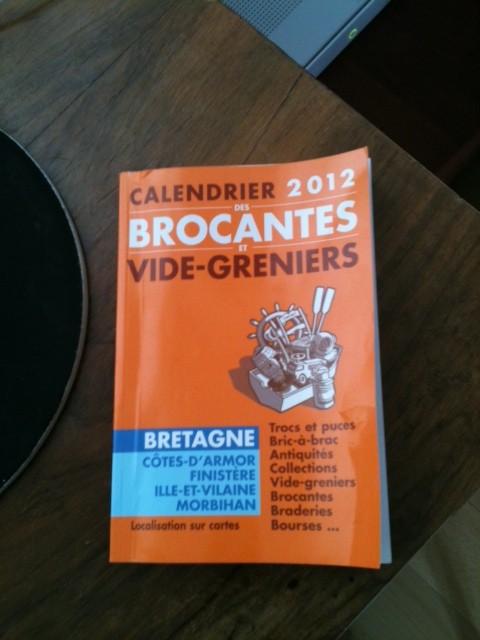 CALENDRIER 2012
DES
BROCANTES
ET
VIDE-GRENIERS
BRETAGNE
CÔTES-D'ARMOR
FINISTÈRE
ILLE-ET-VILAINE
MORBIHAN
Localisation sur cartes
Trocs et puces
Bric-à-brac
Antiquités
Collections
Vide-greniers
Brocantes
Braderies
Bourses ...